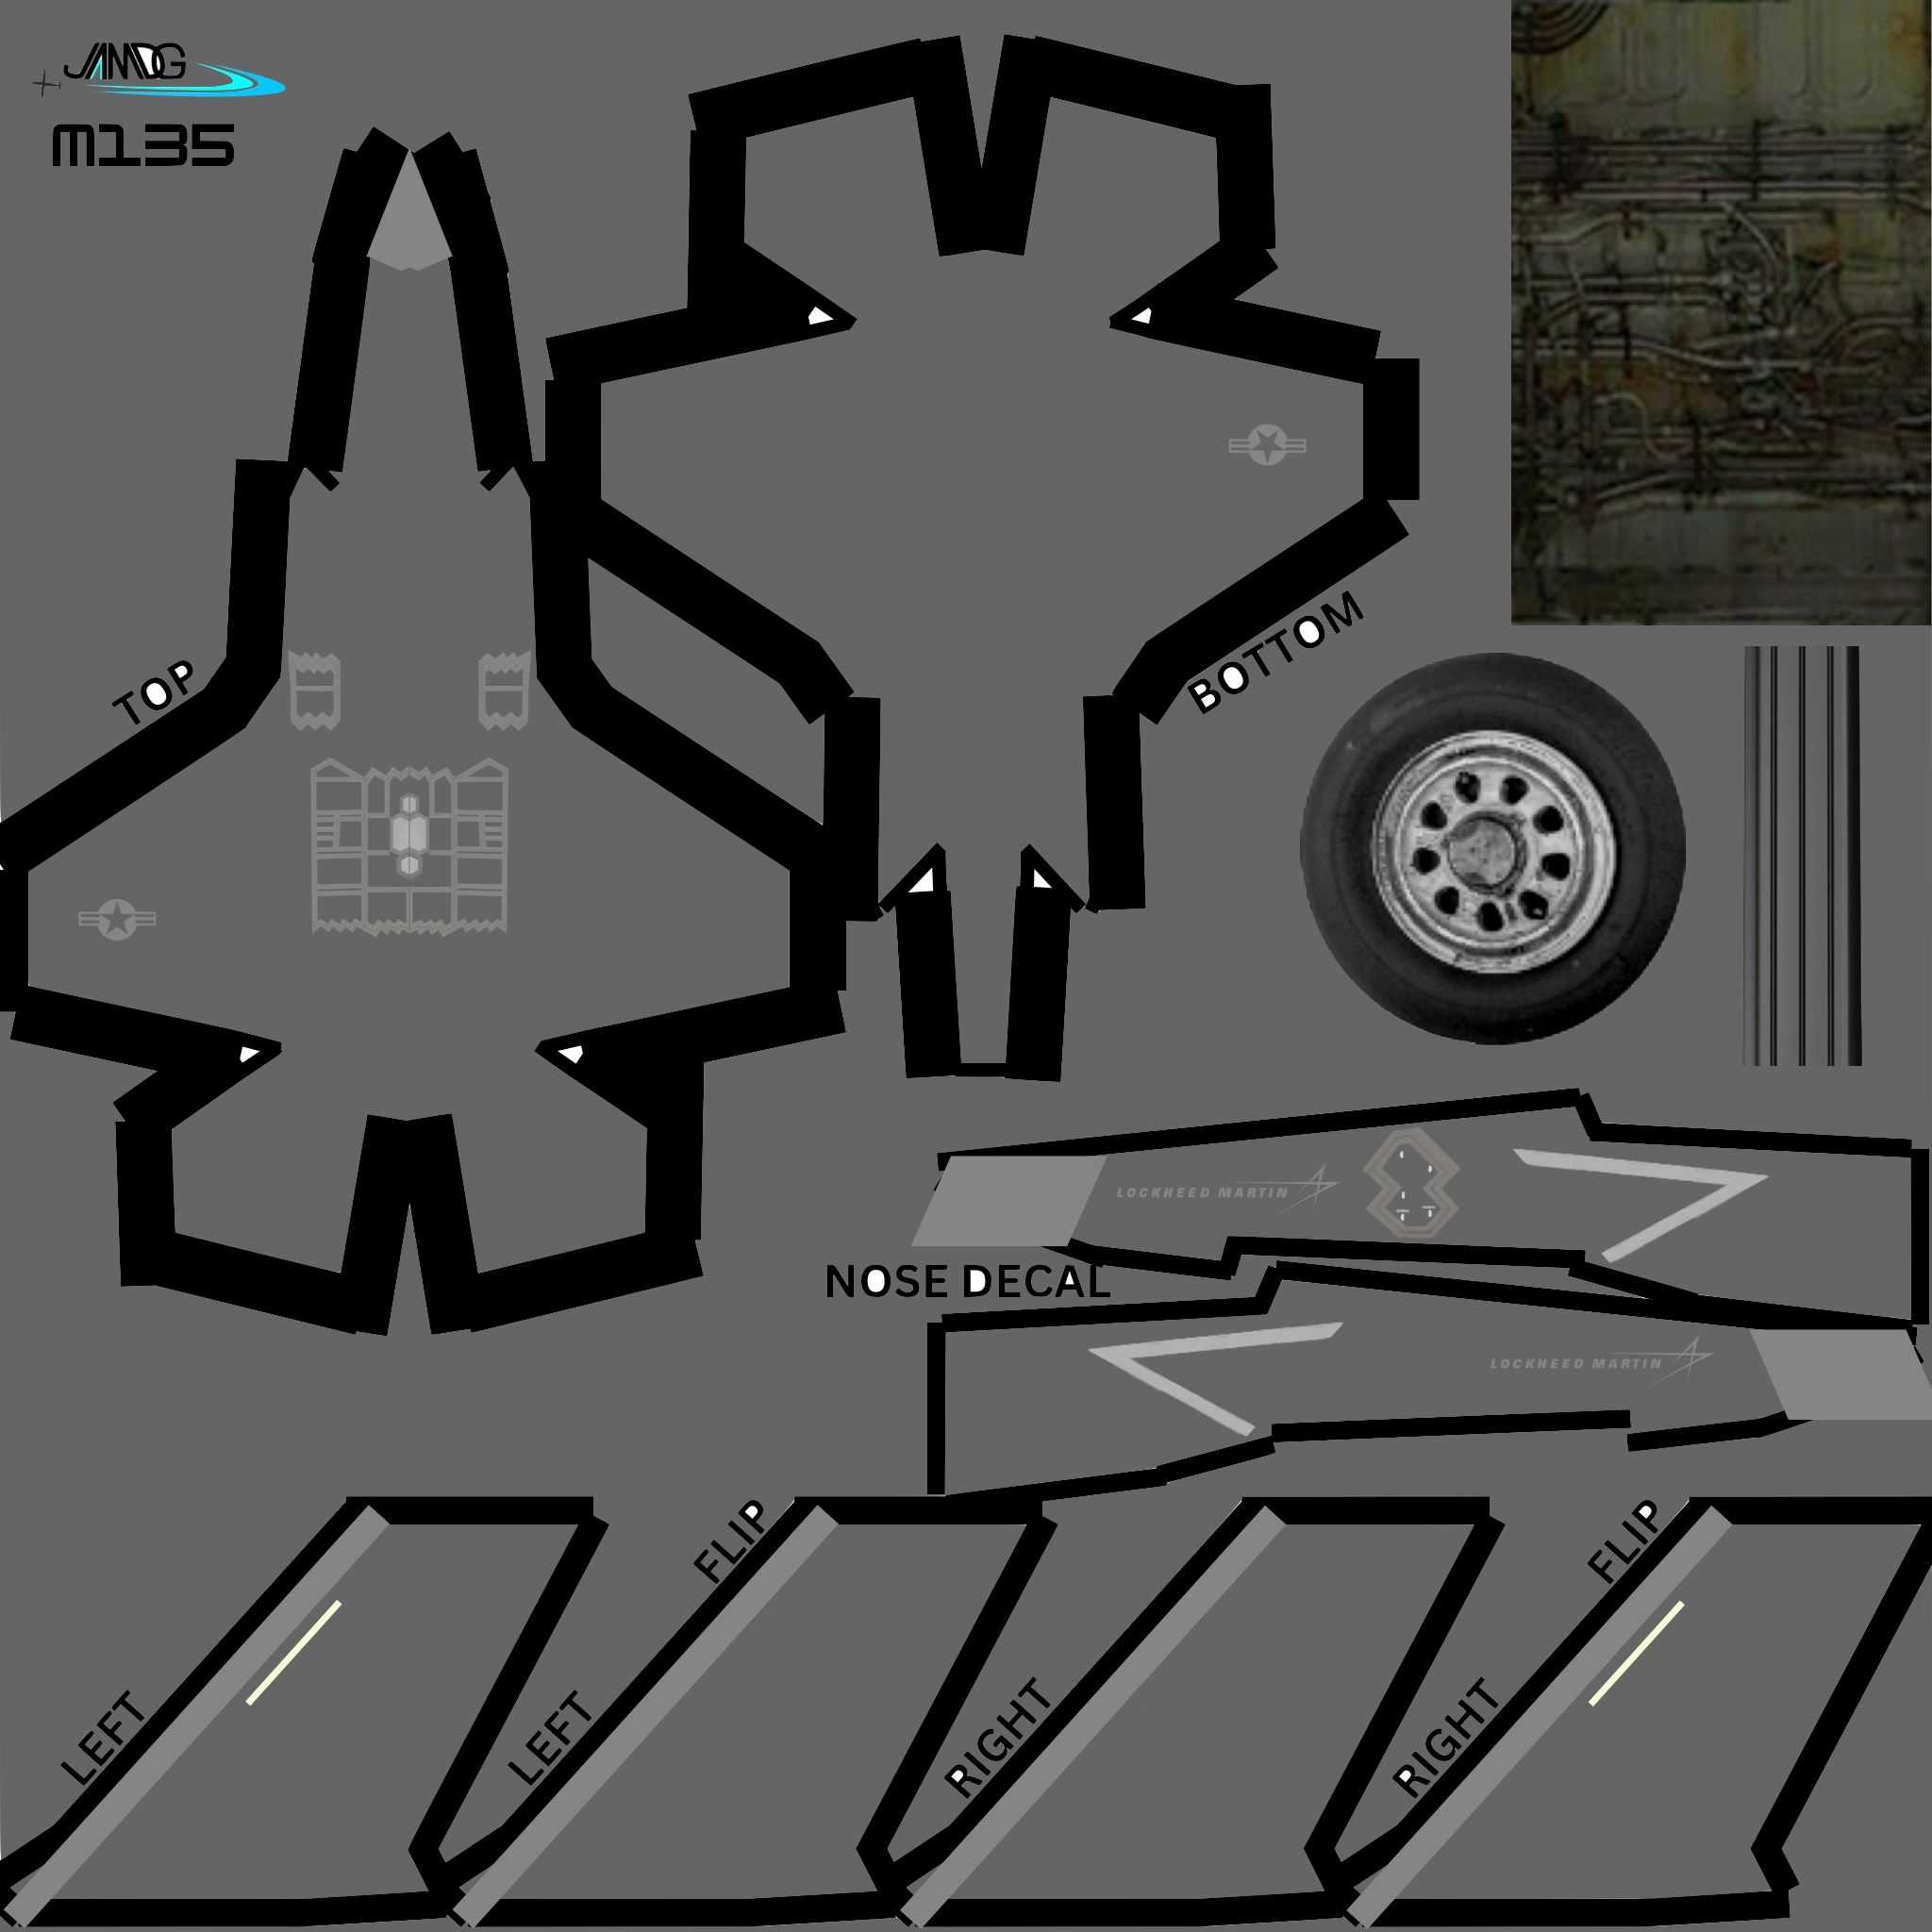 JAMDG
M135
TOP
BOTTOM
LOCKHEED MARTIN
NOSE DECAL
LOCKHEED MARTIN
LEFT
FLIP
LEFT
RIGHT
FLIP
RIGHT